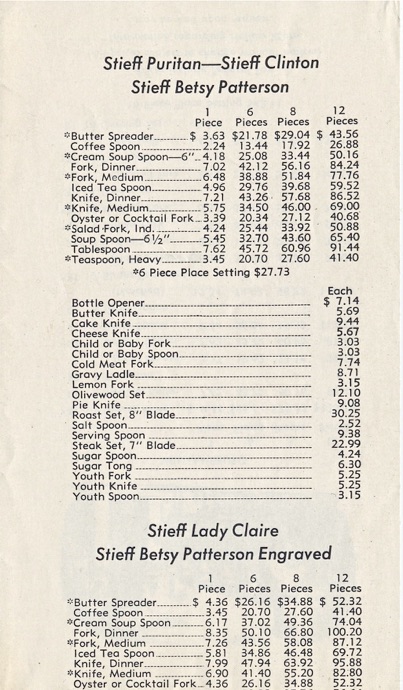 Stieff Puritan—Stieff Clinton
Stieff Betsy Patterson
1 6 8 12
Piece Pieces Pieces Pieces
*Butter Spreader $ 3.63 $21.78 $29.04 $ 43.56
Coffee Spoon 2.24 13.44 17.92 26.88
*Cream Soup Spoon—6" 4.18 25.08 33.44 50.16
Fork, Dinner 7.02 42.12 56.16 84.24
*Fork, Medium 6.48 38.88 51.84 77.76
Iced Tea Spoon 4.96 29.76 39.68 59.52
Knife, Dinner 7.21 43.26 57.68 86.52
*Knife, Medium 5.75 34.50 46.00 69.00
Oyster or Cocktail Fork 3.39 20.34 27.12 40.68
*Salad Fork, Ind. 4.24 25.44 33.92 50.88
Soup Spoon—6½" 5.45 32.70 43.60 65.40
Tablespoon 7.62 45.72 60.96 91.44
*Teaspoon, Heavy 3.45 20.70 27.60 41.40
*6 Piece Place Setting $27.73
Each
Bottle Opener $ 7.14
Butter Knife 5.69
Cake Knife 9.44
Cheese Knife 5.67
Child or Baby Fork 3.03
Child or Baby Spoon 3.03
Cold Meat Fork 7.74
Gravy Ladle 8.71
Lemon Fork 3.15
Olivewood Set 12.10
Pie Knife 9.08
Roast Set, 8" Blade 30.25
Salt Spoon 2.52
Serving Spoon 9.38
Steak Set, 7" Blade 22.99
Sugar Spoon 4.24
Sugar Tong 6.30
Youth Fork 5.25
Youth Knife 5.25
Youth Spoon 3.15
Stieff Lady Claire
Stieff Betsy Patterson Engraved
1 6 8 12
Piece Pieces Pieces Pieces
*Butter Spreader $ 4.36 $26.16 $34.88 $ 52.32
Coffee Spoon 3.45 20.70 27.60 41.40
*Cream Soup Spoon 6.17 37.02 49.36 74.04
Fork, Dinner 8.35 50.10 66.80 100.20
*Fork, Medium 7.26 43.56 58.08 87.12
Iced Tea Spoon 5.81 34.86 46.48 69.72
Knife, Dinner 7.99 47.94 63.92 95.88
*Knife, Medium 6.90 41.40 55.20 82.80
Oyster or Cocktail Fork 4.36 26.16 34.88 52.32